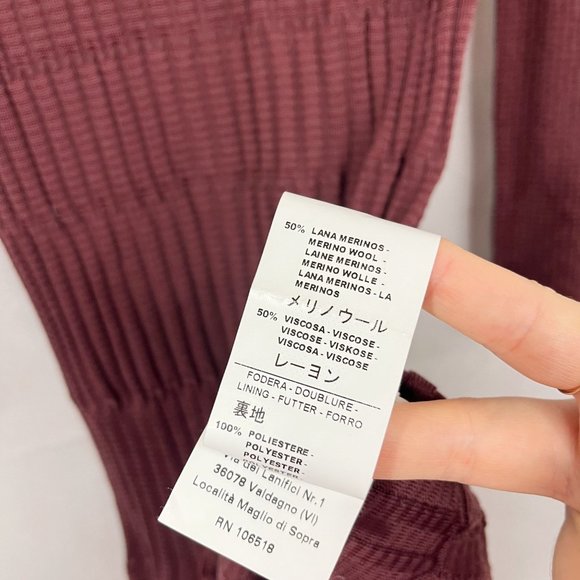 50% LANA MERINOS -
MERINO WOOL -
LAINE MERINOS -
MERINO WOLLE -
LANA MERINOS - LA
MERINOS
メリノウール
50% VISCOSA - VISCOSE -
VISCOSE - VISKOSE -
VISCOSA - VISCOSE
レーヨン
FODERA - DOUBLURE -
LINING - FUTTER - FORRO
裏地
100% POLIESTERE -
POLYESTER -
POLYESTER -
Via dei Lanifici Nr.1
36078 Valdagno (VI)
Località Maglio di Sopra
RN 106518